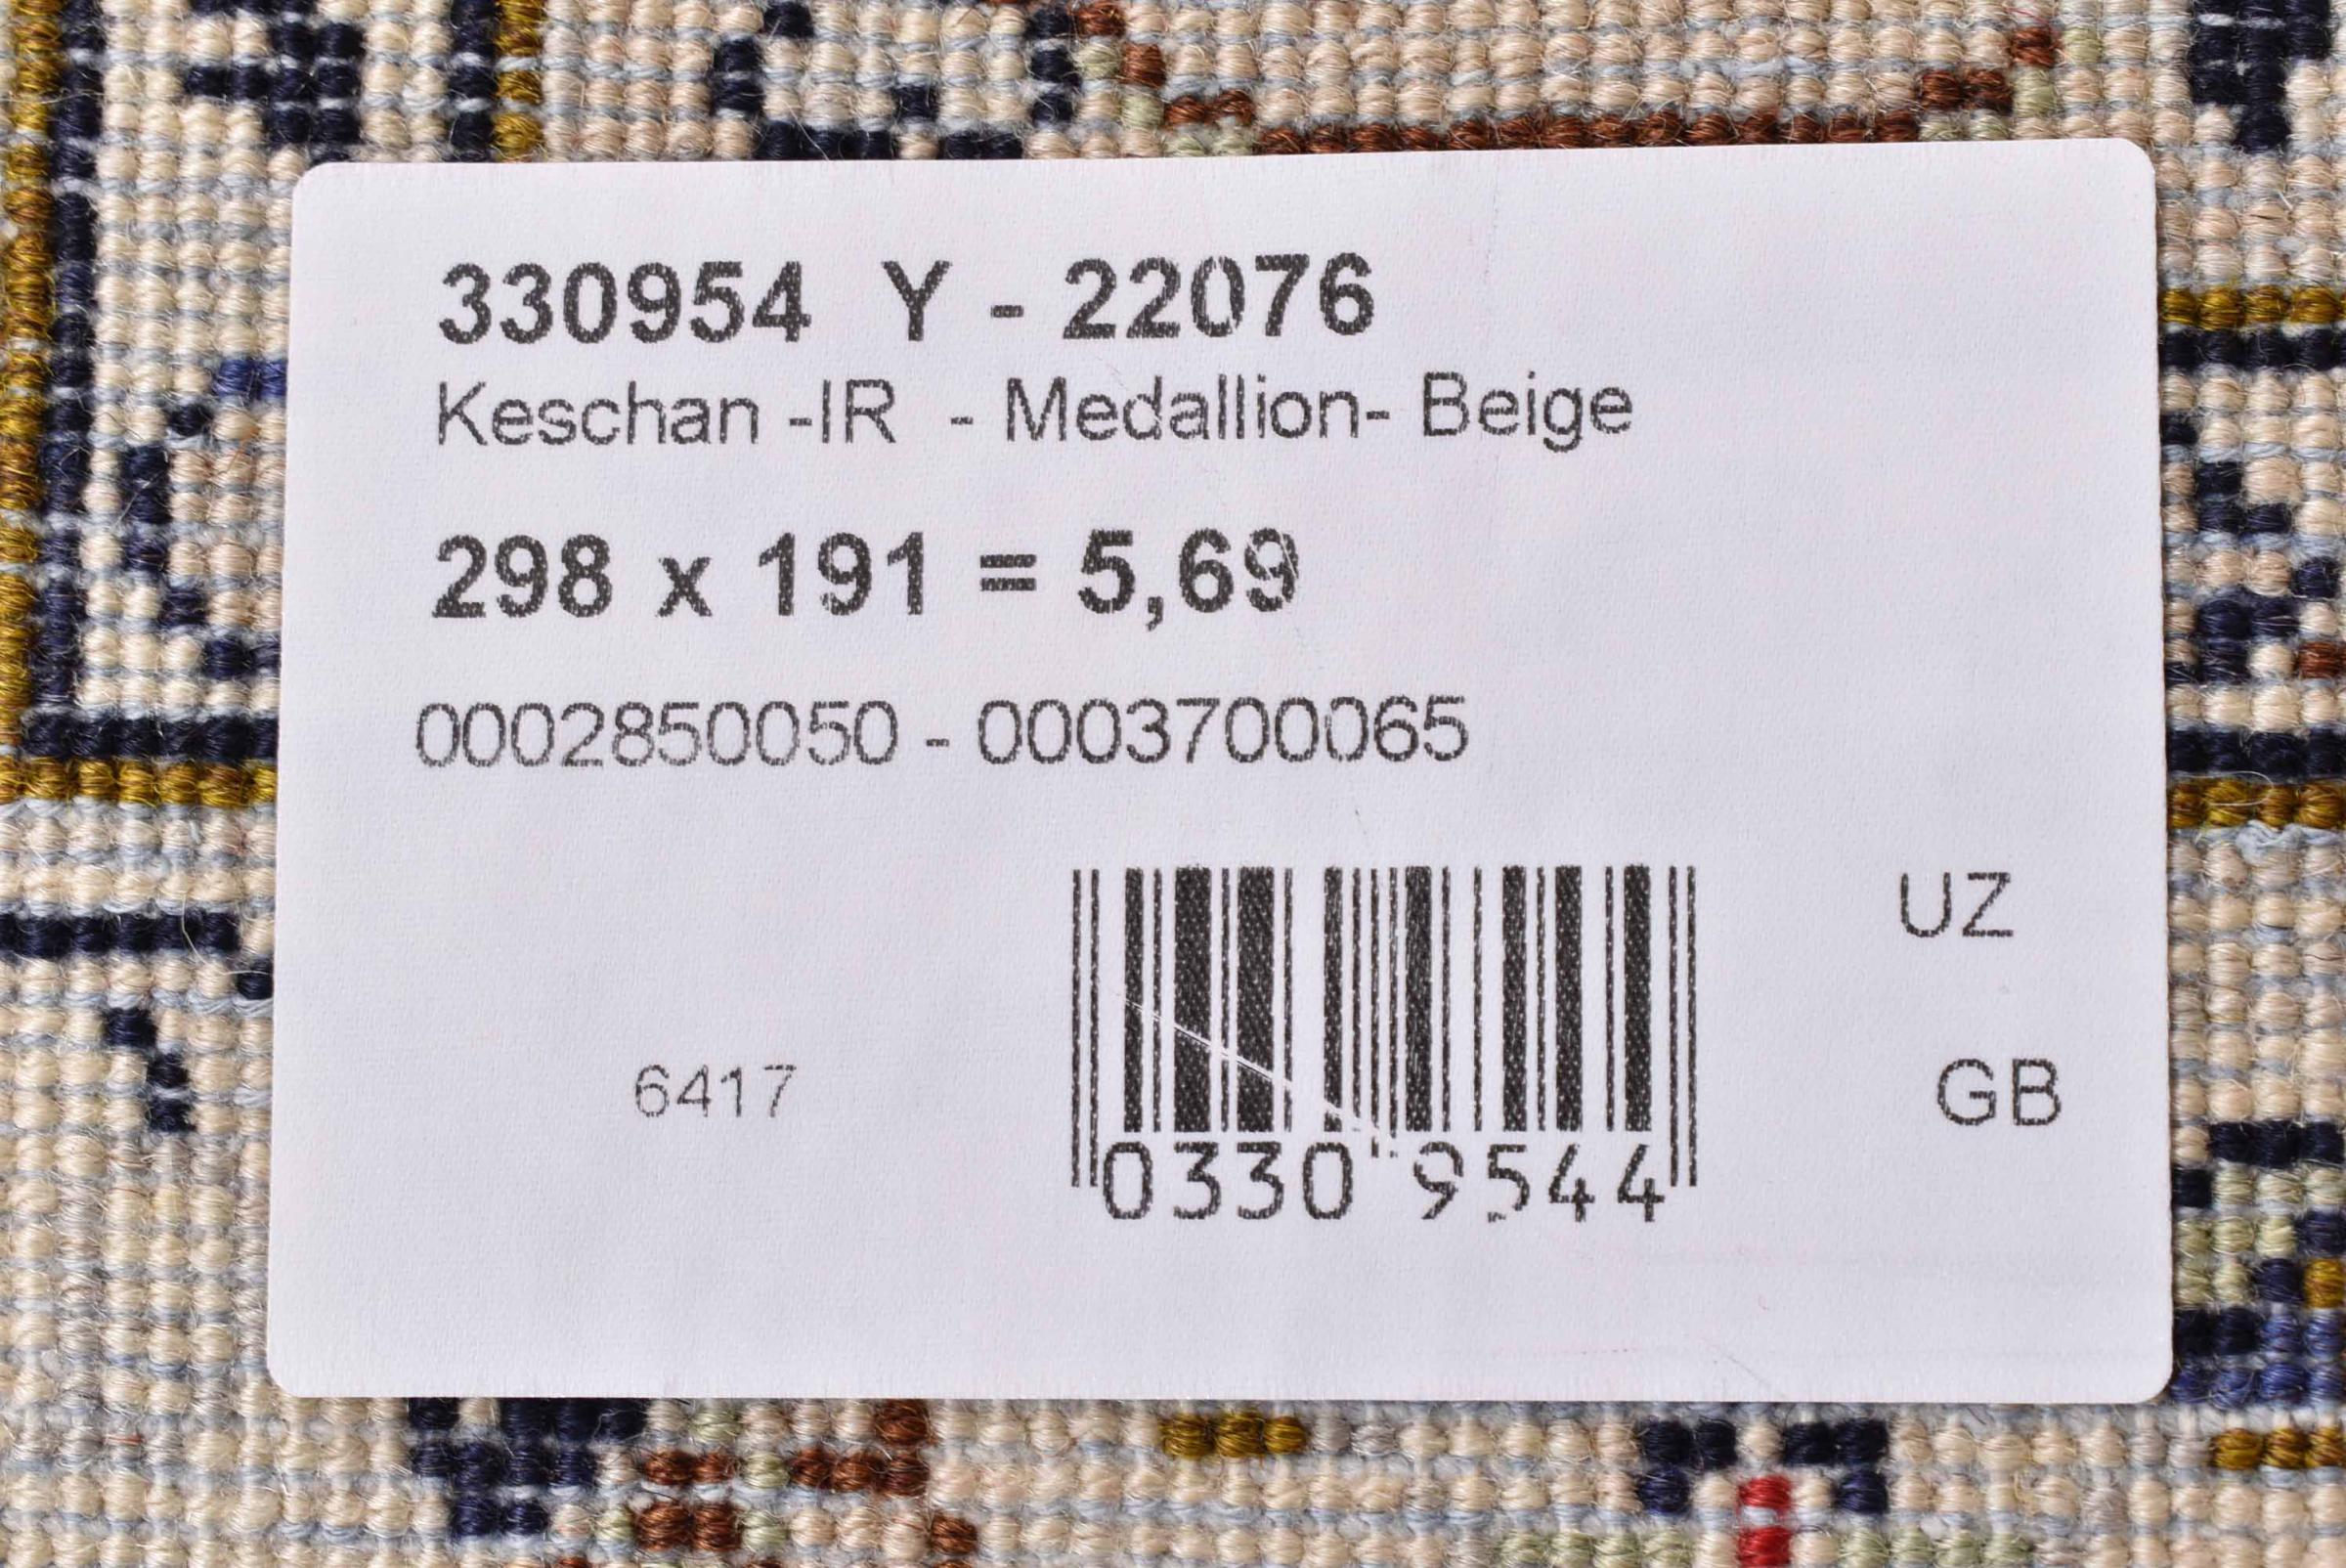 330954 Y - 22076
Keschan -IR - Medallion- Beige
298 x 191 = 5,69
0002850050 - 0003700065
UZ
6417
GB
0330 9544